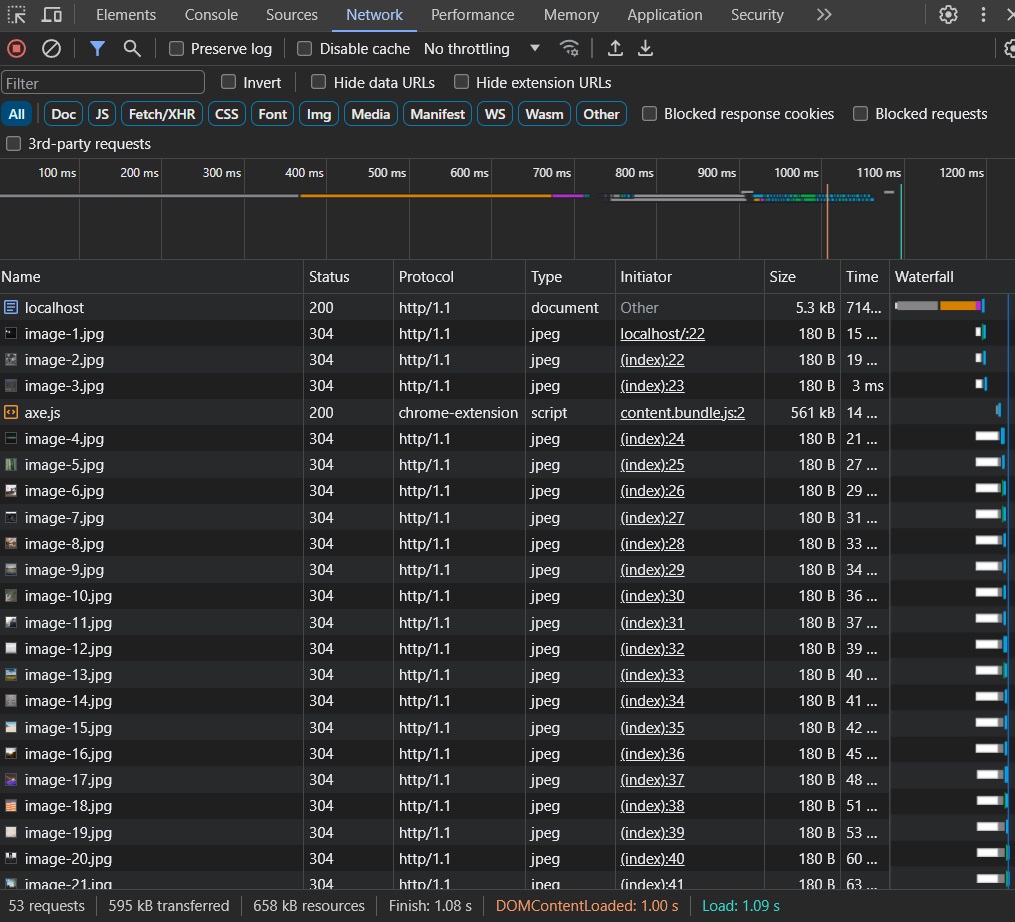 Elements Console Sources Network Performance Memory Application Security
Preserve log Disable cache No throttling
Filter Invert Hide data URLs Hide extension URLs
All Doc JS Fetch/XHR CSS Font Img Media Manifest WS Wasm Other Blocked response cookies Blocked requests
3rd-party requests
100 ms 200 ms 300 ms 400 ms 500 ms 600 ms 700 ms 800 ms 900 ms 1000 ms 1100 ms 1200 ms
Name Status Protocol Type Initiator Size Time Waterfall
localhost 200 http/1.1 document Other 5.3 kB 714...
image-1.jpg 304 http/1.1 jpeg localhost/:22 180 B 15 ...
image-2.jpg 304 http/1.1 jpeg (index):22 180 B 19 ...
image-3.jpg 304 http/1.1 jpeg (index):23 180 B 3 ms
axe.js 200 chrome-extension script content.bundle.js:2 561 kB 14 ...
image-4.jpg 304 http/1.1 jpeg (index):24 180 B 21 ...
image-5.jpg 304 http/1.1 jpeg (index):25 180 B 27 ...
image-6.jpg 304 http/1.1 jpeg (index):26 180 B 29 ...
image-7.jpg 304 http/1.1 jpeg (index):27 180 B 31 ...
image-8.jpg 304 http/1.1 jpeg (index):28 180 B 33 ...
image-9.jpg 304 http/1.1 jpeg (index):29 180 B 34 ...
image-10.jpg 304 http/1.1 jpeg (index):30 180 B 36 ...
image-11.jpg 304 http/1.1 jpeg (index):31 180 B 37 ...
image-12.jpg 304 http/1.1 jpeg (index):32 180 B 39 ...
image-13.jpg 304 http/1.1 jpeg (index):33 180 B 40 ...
image-14.jpg 304 http/1.1 jpeg (index):34 180 B 41 ...
image-15.jpg 304 http/1.1 jpeg (index):35 180 B 42 ...
image-16.jpg 304 http/1.1 jpeg (index):36 180 B 45 ...
image-17.jpg 304 http/1.1 jpeg (index):37 180 B 48 ...
image-18.jpg 304 http/1.1 jpeg (index):38 180 B 51 ...
image-19.jpg 304 http/1.1 jpeg (index):39 180 B 53 ...
image-20.jpg 304 http/1.1 jpeg (index):40 180 B 60 ...
image-21.jpg 304 http/1.1 jpeg (index):41 180 B 63 ...
53 requests 595 kB transferred 658 kB resources Finish: 1.08 s DOMContentLoaded: 1.00 s Load: 1.09 s